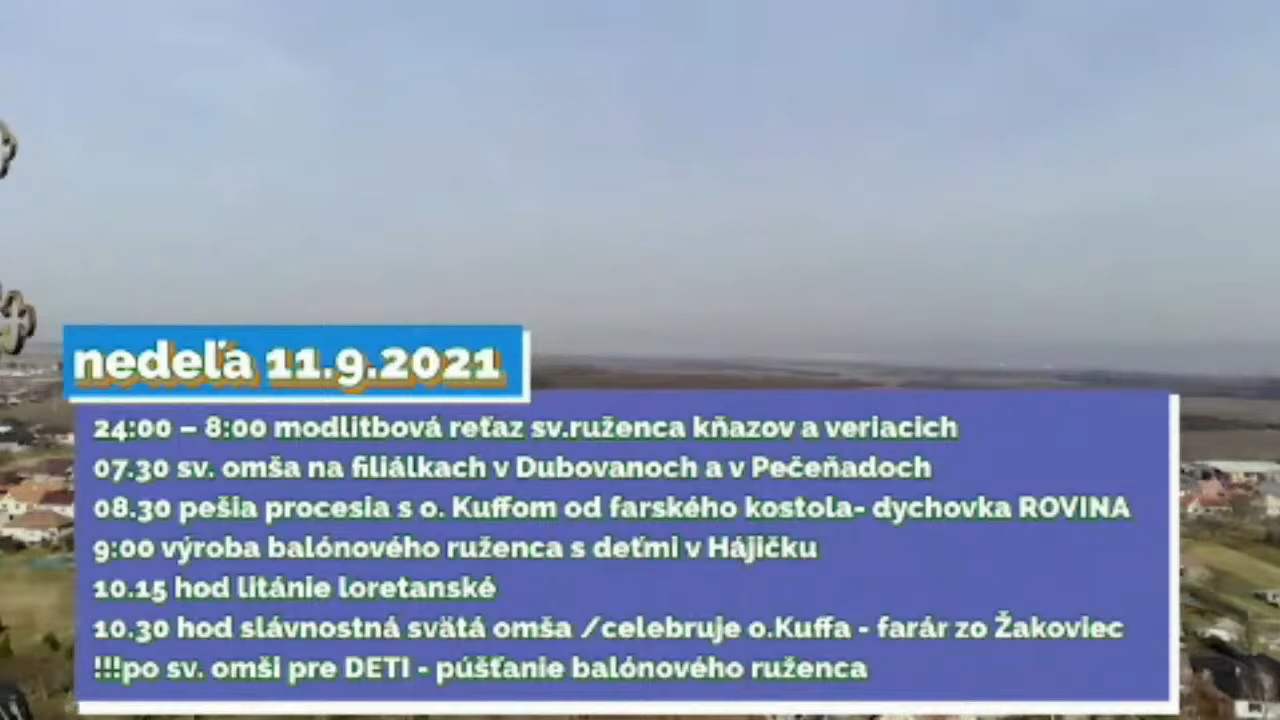 nedeľa 11.9.2021
24:00 – 8:00 modlitbová reťaz sv.ruženca kňazov a veriacich
07.30 sv. omša na filiálkach v Dubovanoch a v Pečeňadoch
08.30 pešia procesia s o. Kuffom od farského kostola- dychovka ROVINA
9:00 výroba balónového ruženca s deťmi v Hájičku
10.15 hod litánie loretanské
10.30 hod slávnostná svätá omša /celebruje o.Kuffa - farár zo Žakoviec
!!!po sv. omši pre DETI - púšťanie balónového ruženca